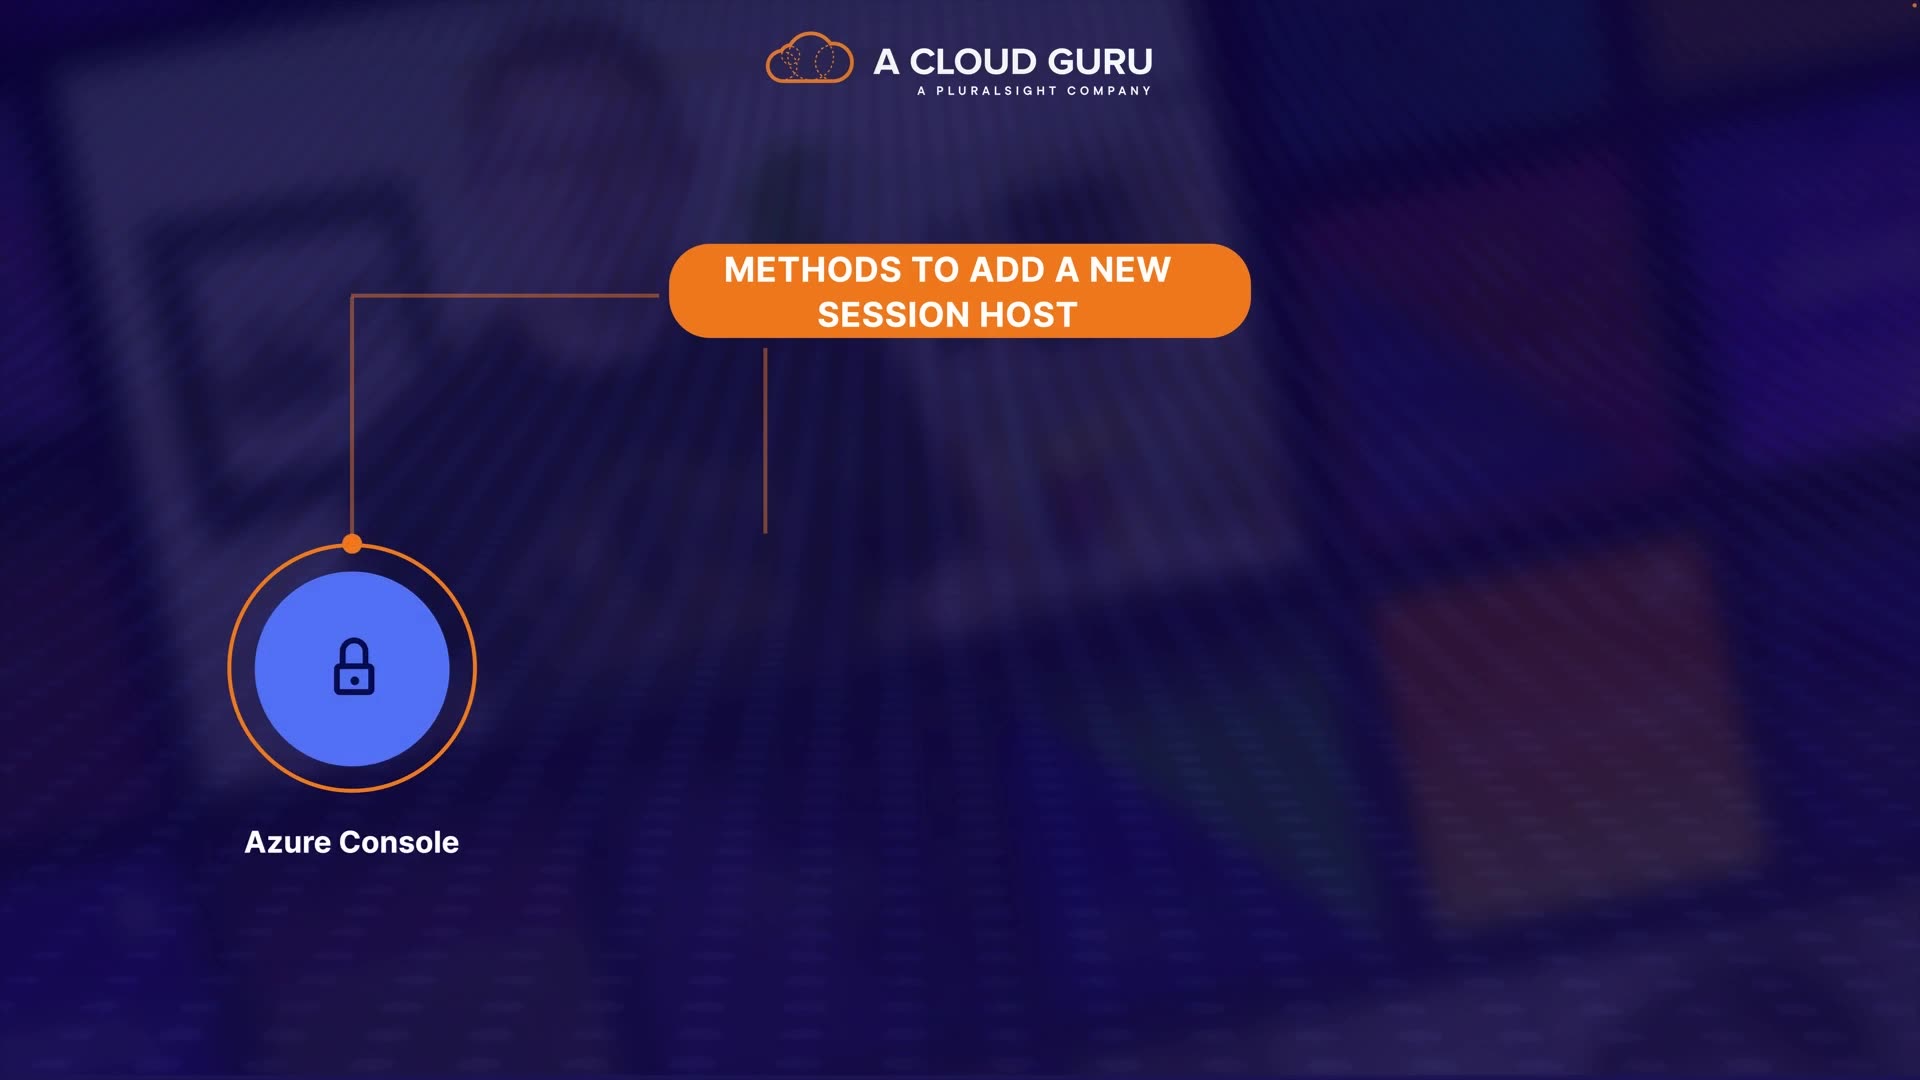 A CLOUD GURU
A PLURALSIGHT COMPANY
METHODS TO ADD A NEW
SESSION HOST
Azure Console